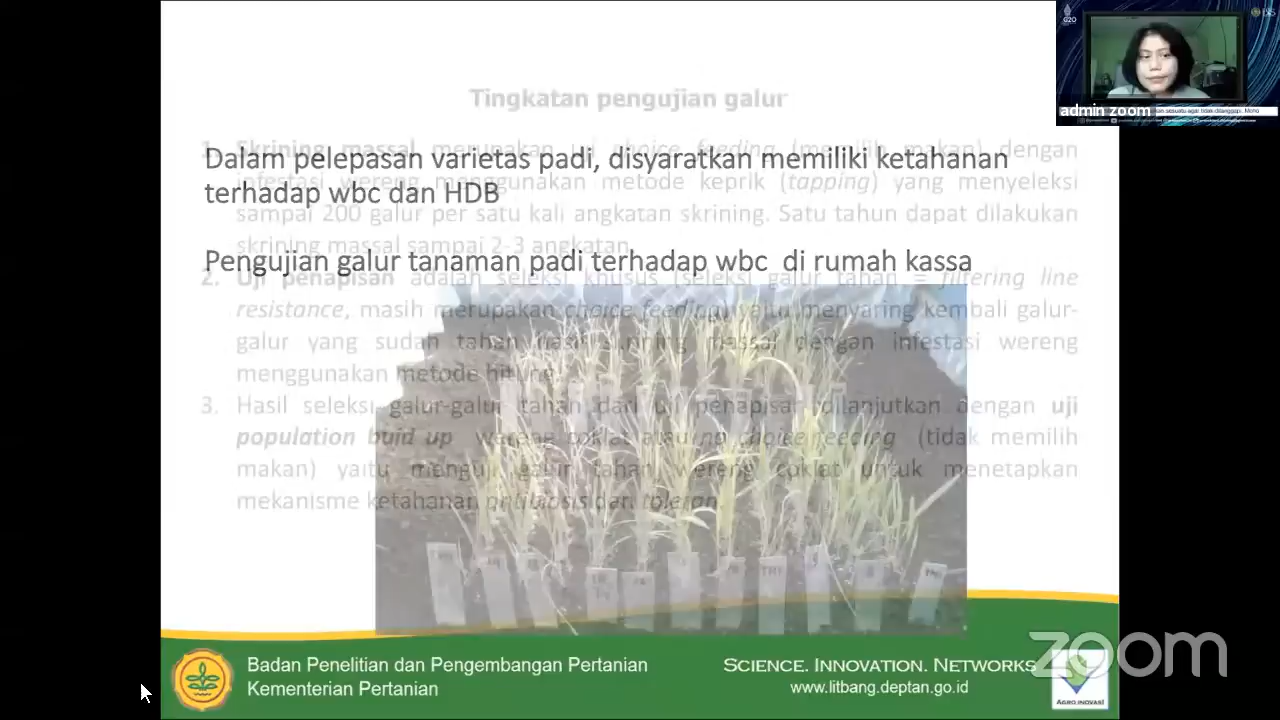 Tingkatan pengujian galur
1. Skrining massal merupakan uji choice feeding (memilih makan) dengan
infestasi wereng menggunakan metode keprik (tapping) yang menyeleksi
sampai 200 galur per satu kali angkatan skrining. Satu tahun dapat dilakukan
skrining massal sampai 2-3 angkatan.
Dalam pelepasan varietas padi, disyaratkan memiliki ketahanan
terhadap wbc dan HDB
Pengujian galur tanaman padi terhadap wbc di rumah kassa
2. Uji penapisan adalah seleksi khusus (seleksi galur tahan = filtering line
resistance, masih merupakan choice feeding) yaitu menyaring kembali galur-
galur yang sudah tahan hasil skrining massal dengan infestasi wereng
menggunakan metode hitung.
3. Hasil seleksi galur-galur tahan dari uji penapisan dilanjutkan dengan uji
population buid up wereng coklat atau no choice feeding (tidak memilih
makan) yaitu menguji galur tahan wereng coklat untuk menetapkan
mekanisme ketahanan antibiosis dan toleran.
Badan Penelitian dan Pengembangan Pertanian
Kementerian Pertanian
SCIENCE. INNOVATION. NETWORKS
www.litbang.deptan.go.id
AGRO INOVASI
zoom
G20
admin zoom